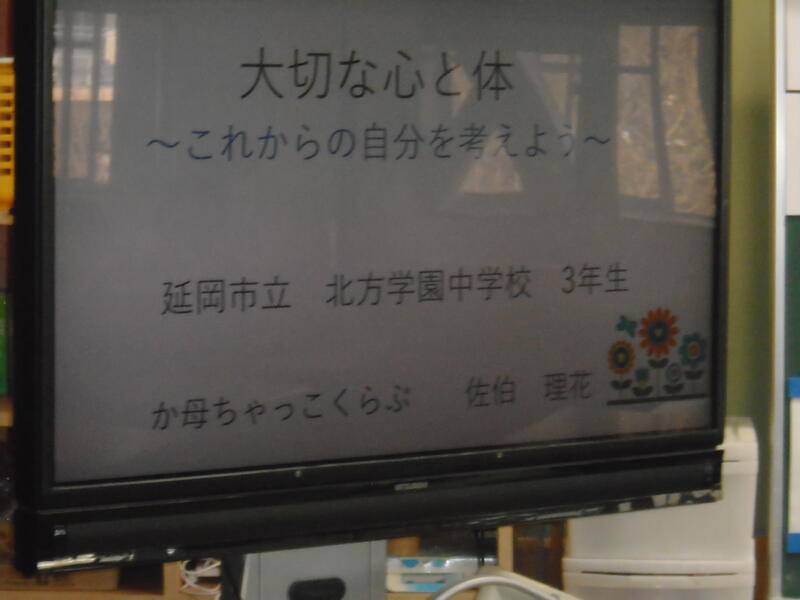 大切な心と体
～これからの自分を考えよう～
延岡市立　北方学園中学校　3年生
か母ちゃっこくらぶ　佐伯　理花